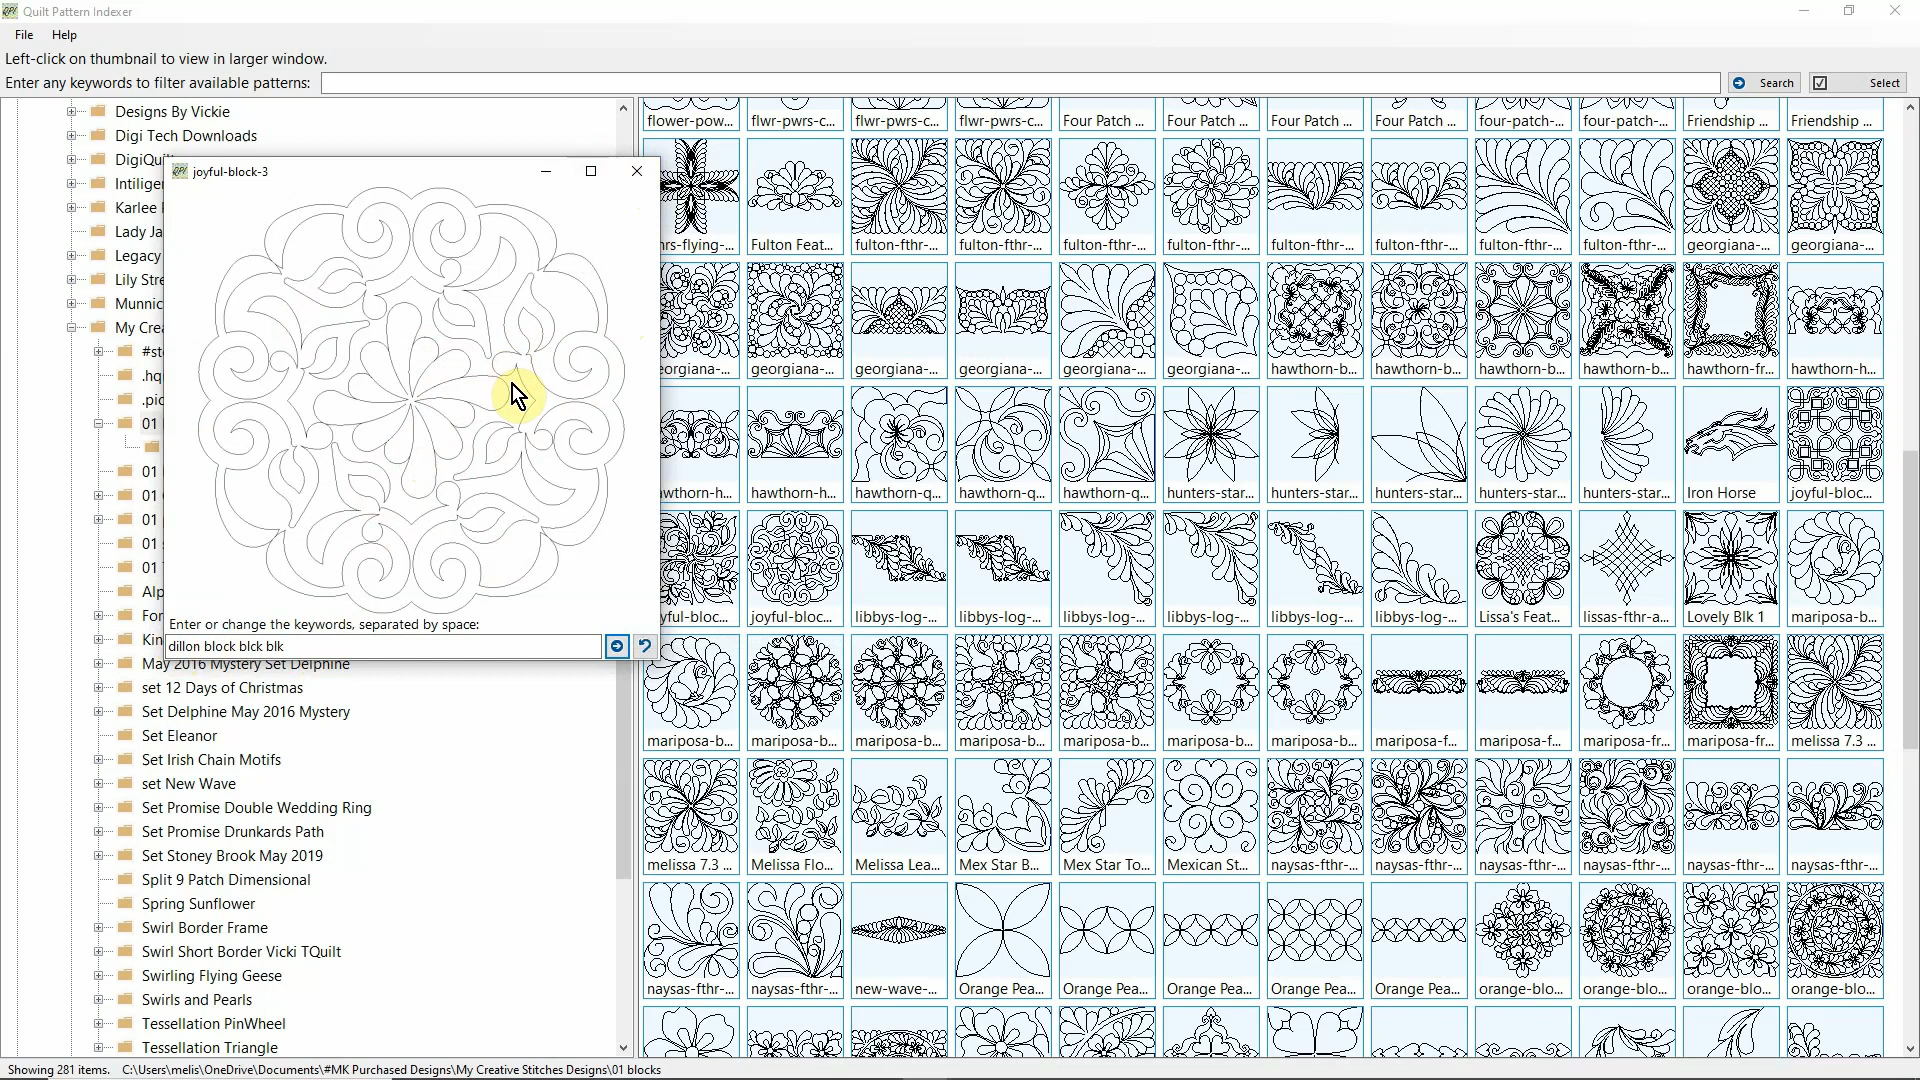 Quilt Pattern Indexer
File Help
Left-click on thumbnail to view in larger window.
Enter any keywords to filter available patterns: Search Select
Designs By Vickie
Digi Tech Downloads
DigiQuil
Intiliger
Karlee
Lady Ja
Legacy
Lily Stre
Munnic
My Crea
#st
.hq
.pic
01
01
01
01
01
01
Alp
For
Kin
May 2016 Mystery Set Delphine
set 12 Days of Christmas
Set Delphine May 2016 Mystery
Set Eleanor
Set Irish Chain Motifs
set New Wave
Set Promise Double Wedding Ring
Set Promise Drunkards Path
Set Stoney Brook May 2019
Split 9 Patch Dimensional
Spring Sunflower
Swirl Border Frame
Swirl Short Border Vicki TQuilt
Swirling Flying Geese
Swirls and Pearls
Tessellation PinWheel
Tessellation Triangle
joyful-block-3
Enter or change the keywords, separated by space:
dillon block blck blk
flower-pow... flwr-pwrs-c... flwr-pwrs-c... flwr-pwrs-c... Four Patch ... Four Patch ... Four Patch ... Four Patch ... four-patch-... four-patch-... Friendship ... Friendship ...
rs-flying-... Fulton Feat... fulton-fthr-... fulton-fthr-... fulton-fthr-... fulton-fthr-... fulton-fthr-... fulton-fthr-... fulton-fthr-... fulton-fthr-... georgiana-... georgiana-...
eorgiana-... georgiana-... georgiana-... georgiana-... georgiana-... georgiana-... hawthorn-b... hawthorn-b... hawthorn-b... hawthorn-b... hawthorn-fr... hawthorn-h...
wthorn-h... hawthorn-h... hawthorn-q... hawthorn-q... hawthorn-q... hunters-star... hunters-star... hunters-star... hunters-star... hunters-star... Iron Horse joyful-bloc...
yful-bloc... joyful-bloc... libbys-log-... libbys-log-... libbys-log-... libbys-log-... libbys-log-... libbys-log-... Lissa's Feat... lissas-fthr-a... Lovely Blk 1 mariposa-b...
mariposa-b... mariposa-b... mariposa-b... mariposa-b... mariposa-b... mariposa-b... mariposa-b... mariposa-f... mariposa-f... mariposa-fr... mariposa-fr... melissa 7.3 ...
melissa 7.3 ... Melissa Flo... Melissa Lea... Mex Star B... Mex Star To... Mexican St... naysas-fthr-... naysas-fthr-... naysas-fthr-... naysas-fthr-... naysas-fthr-... naysas-fthr-...
naysas-fthr-... naysas-fthr-... new-wave-... Orange Pea... Orange Pea... Orange Pea... Orange Pea... Orange Pea... orange-blo... orange-blo... orange-blo... orange-blo...
Showing 281 items. C:\Users\melis\OneDrive\Documents\#MK Purchased Designs\My Creative Stitches Designs\01 blocks